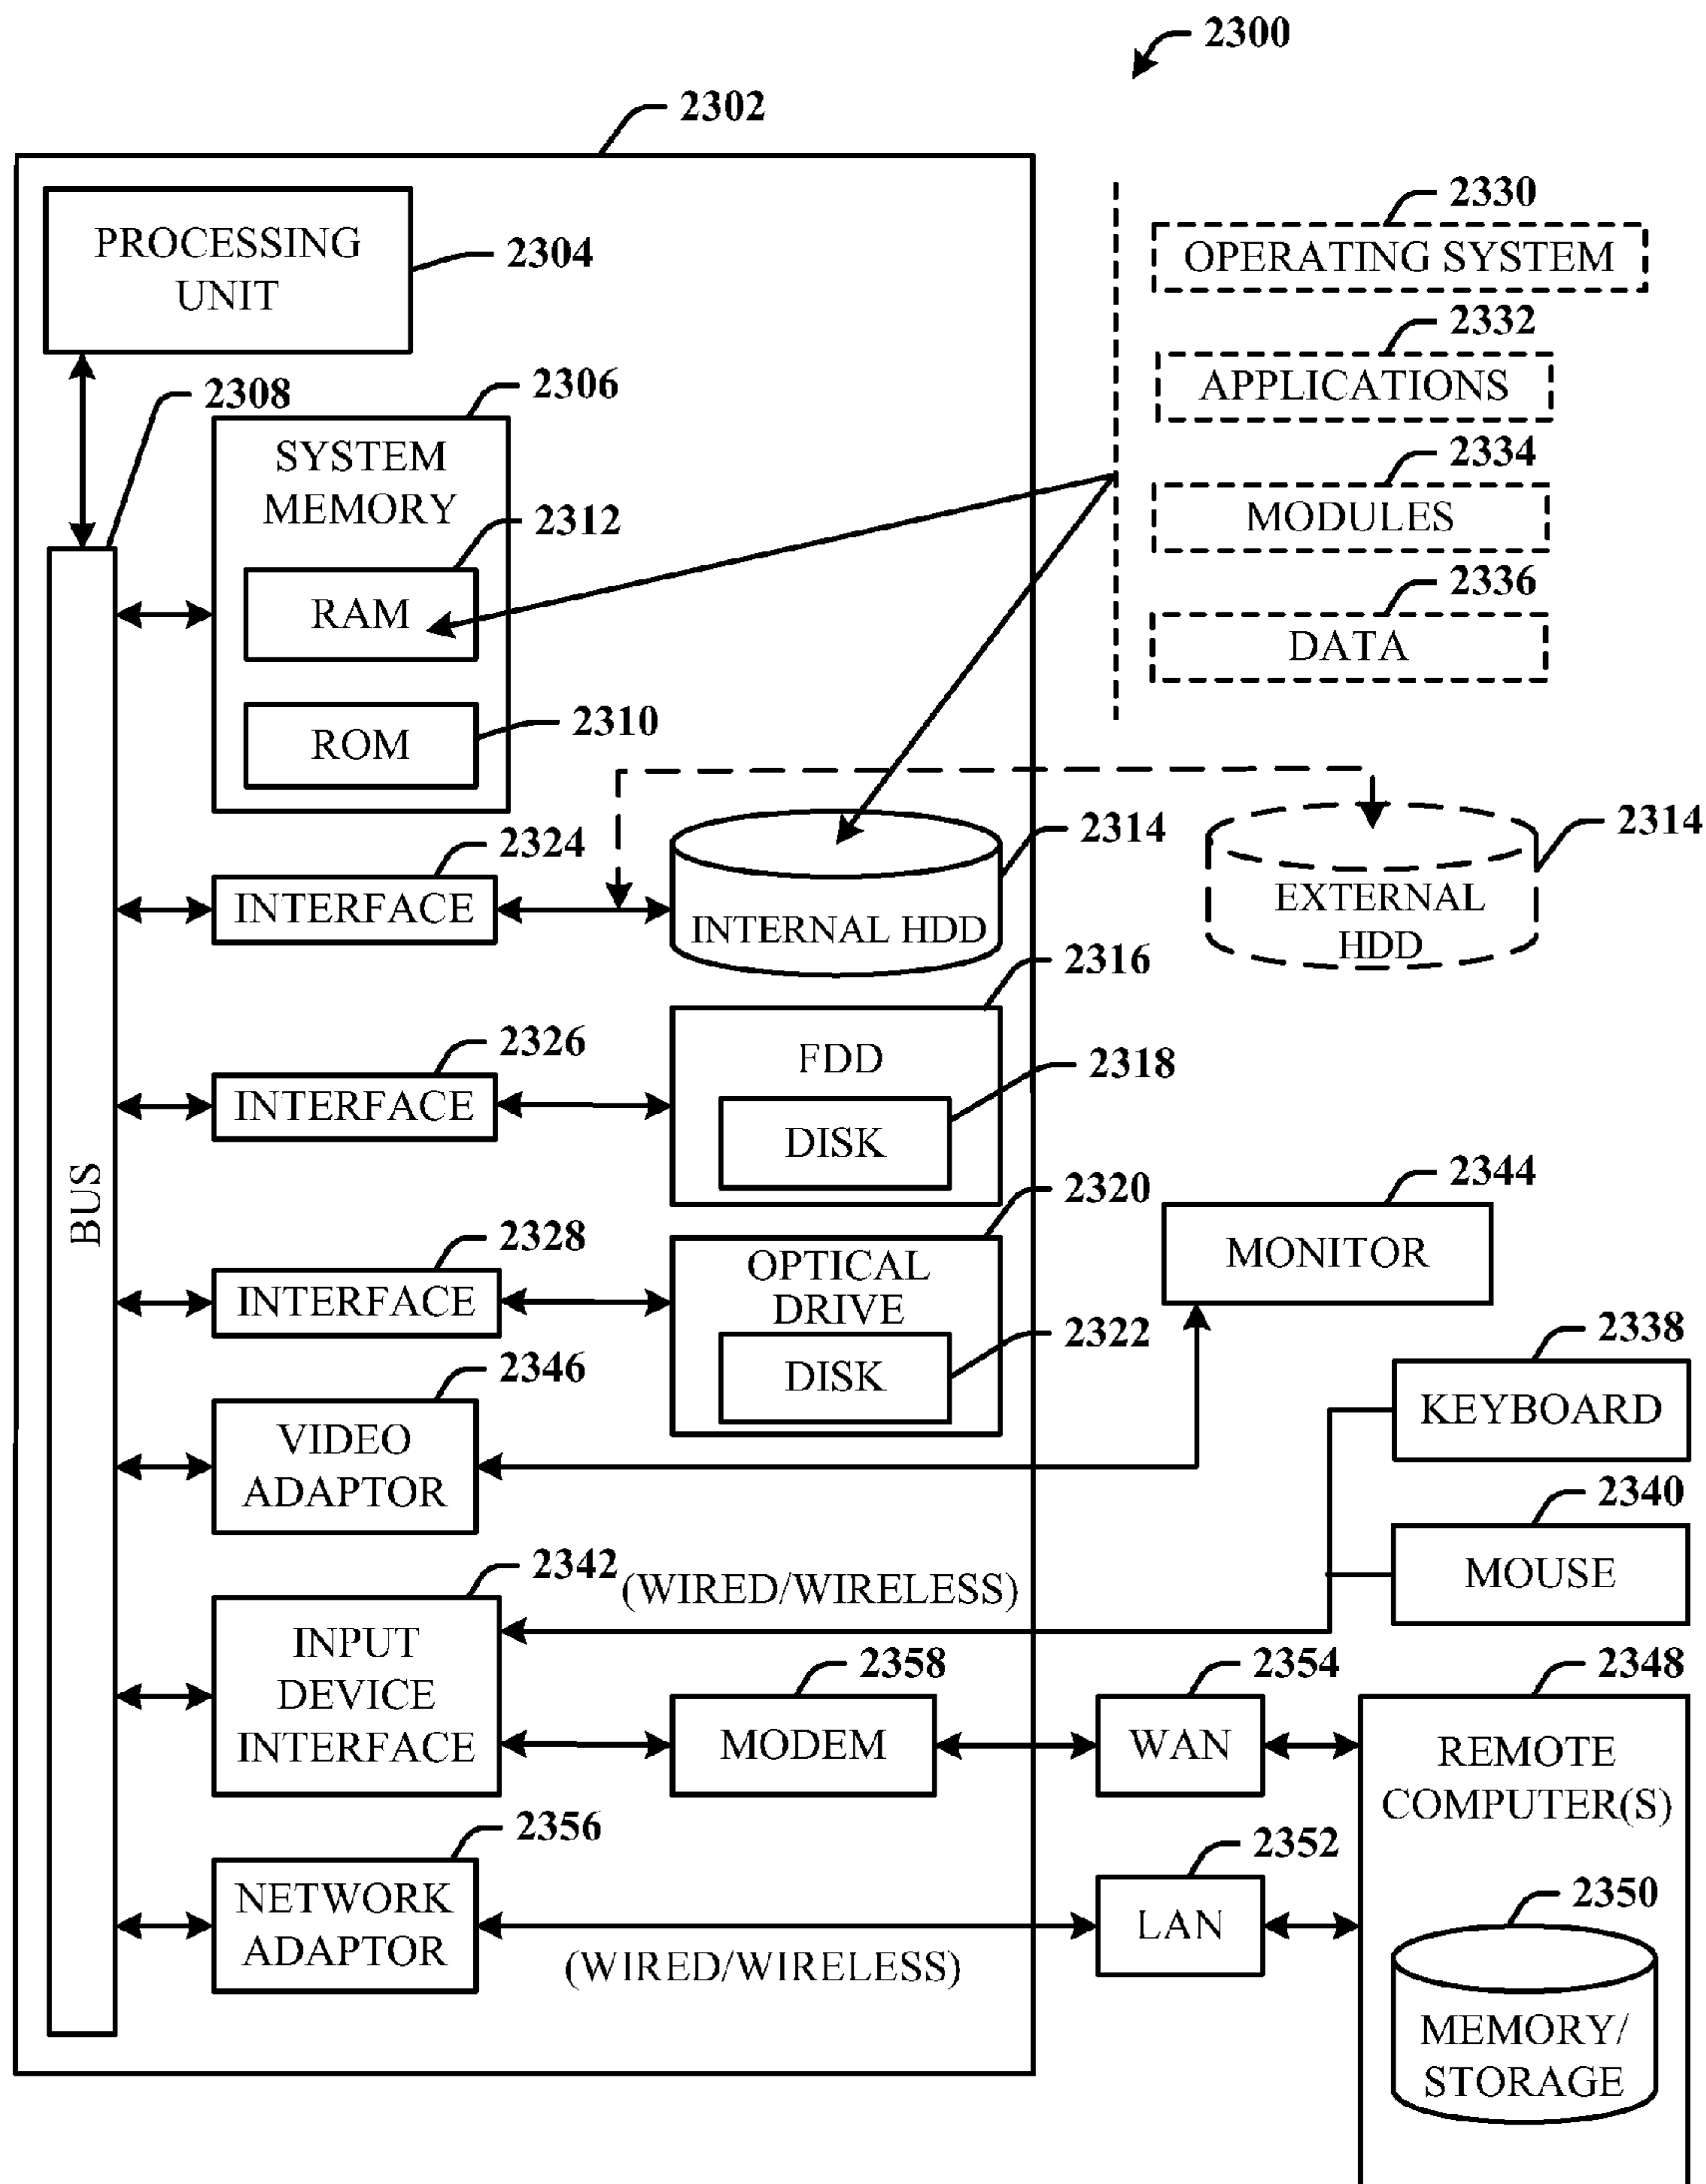 2300
2302
PROCESSING
UNIT
2304
2330
OPERATING SYSTEM
2332
APPLICATIONS
2334
MODULES
2336
DATA
2308
2306
SYSTEM
MEMORY
2312
RAM
2310
ROM
2324
INTERFACE
2314
INTERNAL HDD
2314
EXTERNAL
HDD
2316
2326
INTERFACE
FDD
2318
DISK
BUS
2320
2328
INTERFACE
OPTICAL
DRIVE
2322
DISK
2344
MONITOR
2346
VIDEO
ADAPTOR
2338
KEYBOARD
2340
MOUSE
2342
(WIRED/WIRELESS)
INPUT
DEVICE
INTERFACE
2358
MODEM
2354
WAN
2348
REMOTE
COMPUTER(S)
2356
NETWORK
ADAPTOR
(WIRED/WIRELESS)
2352
LAN
2350
MEMORY/
STORAGE